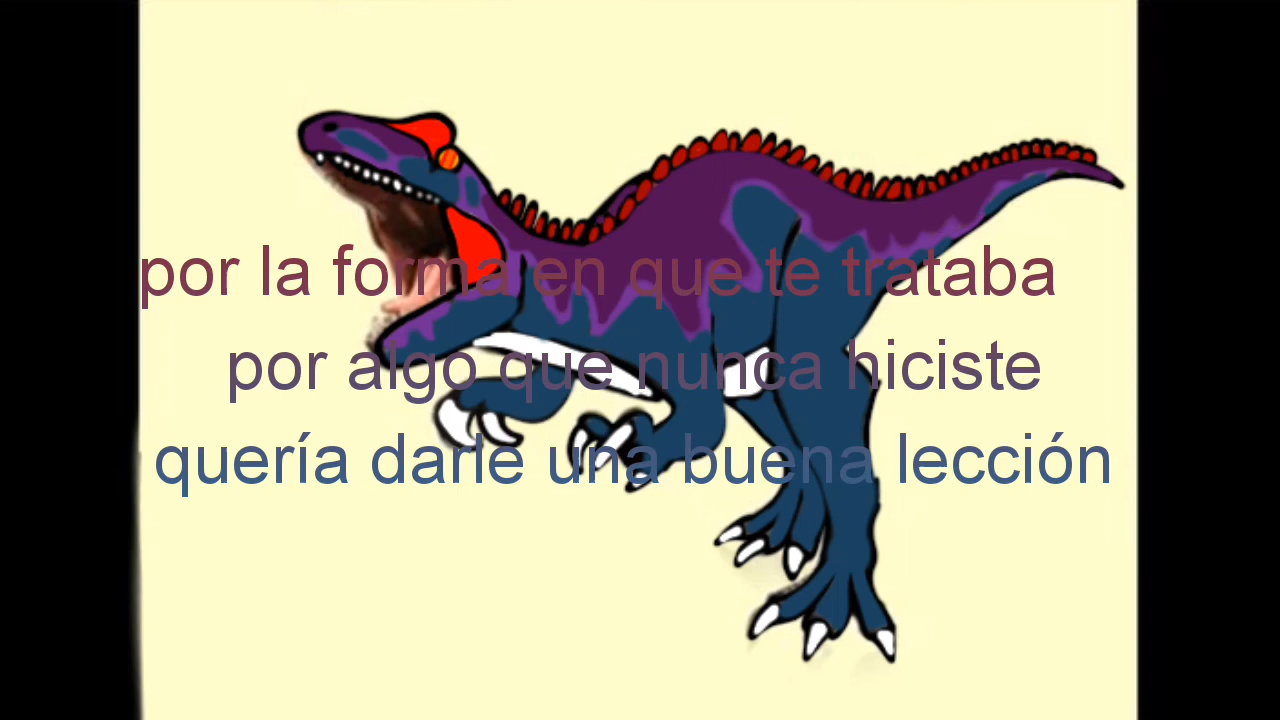 por la forma en que te trataba
por algo que nunca hiciste
quería darle una buena lección